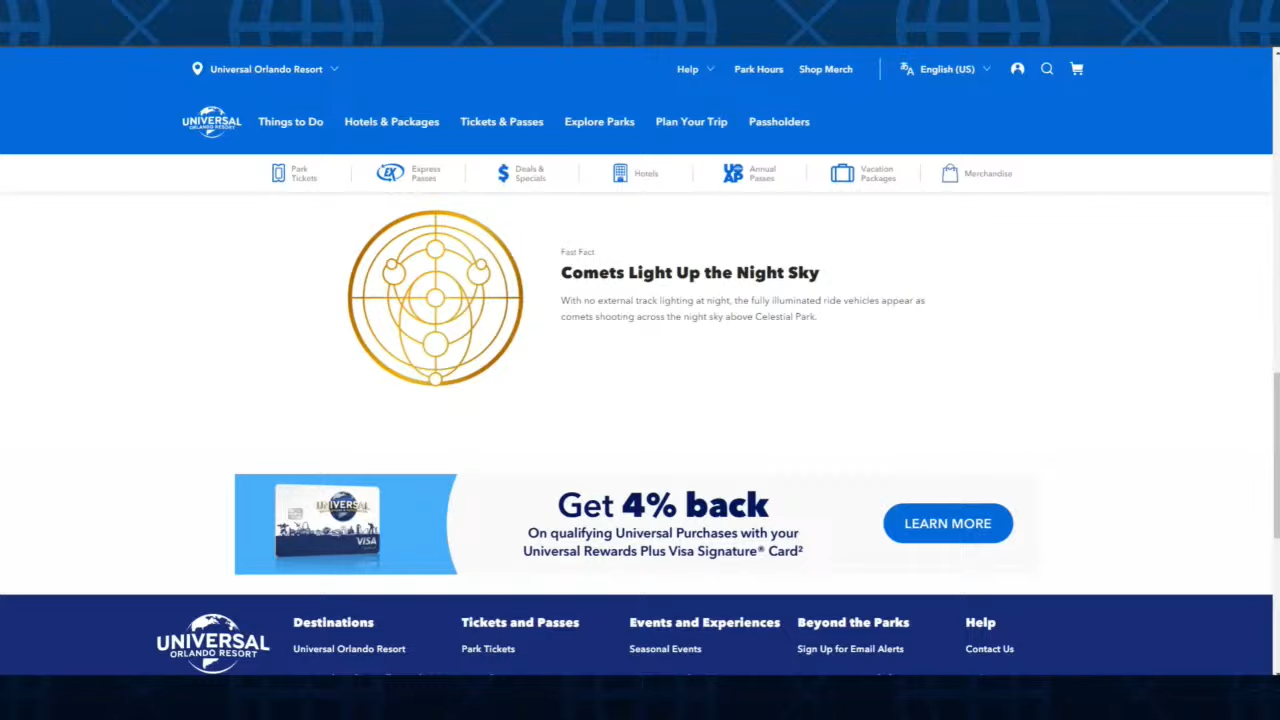 Universal Orlando Resort
Help
Park Hours
Shop Merch
English (US)
UNIVERSAL
ORLANDO RESORT
Things to Do
Hotels & Packages
Tickets & Passes
Explore Parks
Plan Your Trip
Passholders
Park
Tickets
EX
Express
Passes
Deals &
Specials
Hotels
UOAP
Annual
Passes
Vacation
Packages
Merchandise
Fast Fact
Comets Light Up the Night Sky
With no external track lighting at night, the fully illuminated ride vehicles appear as
comets shooting across the night sky above Celestial Park.
UNIVERSAL
VISA
Get 4% back
On qualifying Universal Purchases with your
Universal Rewards Plus Visa Signature® Card²
LEARN MORE
UNIVERSAL
ORLANDO RESORT
Destinations
Universal Orlando Resort
Tickets and Passes
Park Tickets
Events and Experiences
Seasonal Events
Beyond the Parks
Sign Up for Email Alerts
Help
Contact Us